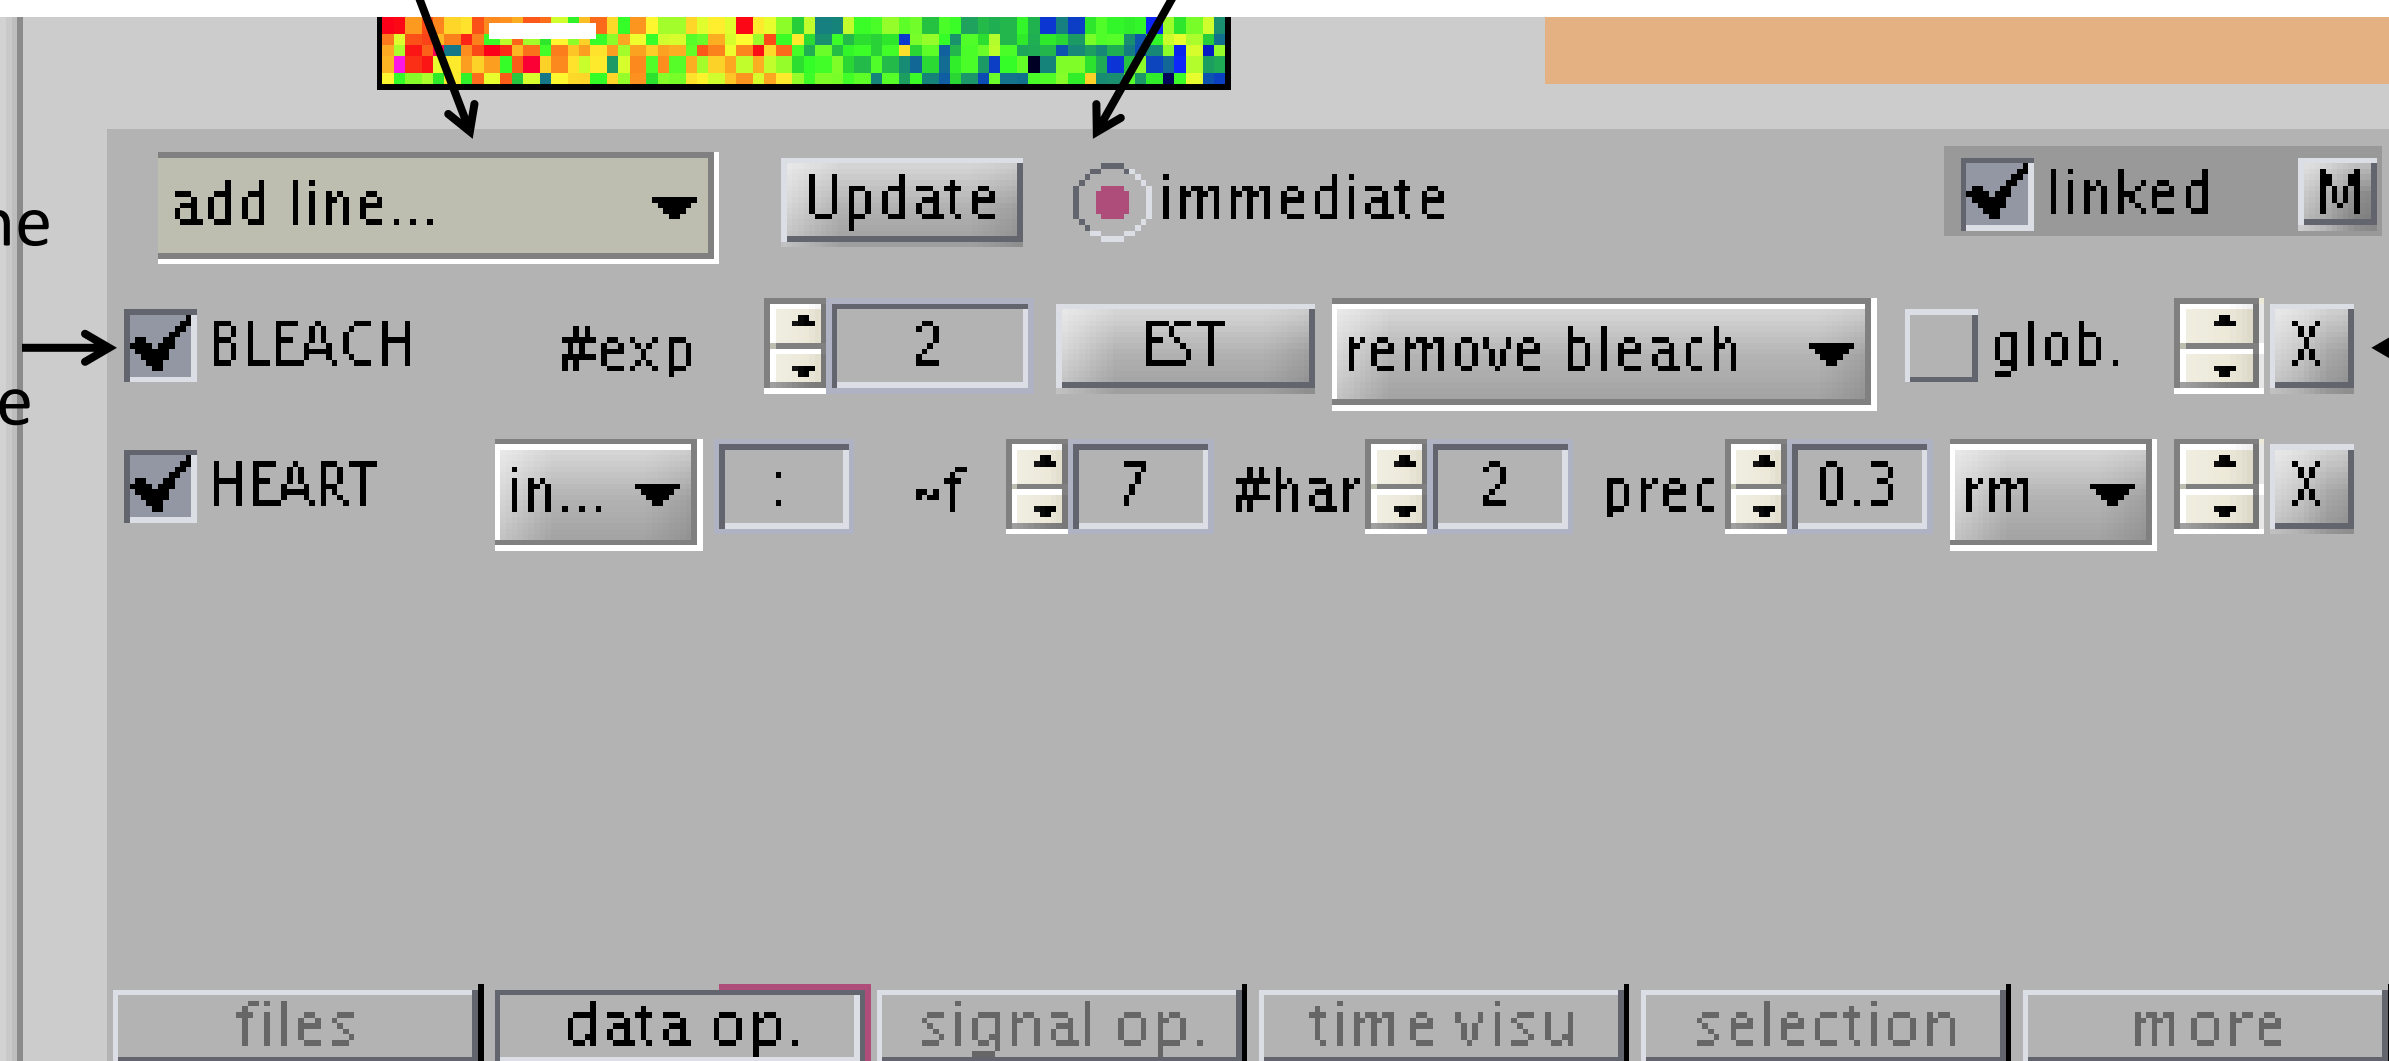 add line... Update immediate linked M
BLEACH #exp 2 EST remove bleach glob. X
HEART in... : ~f 7 #har 2 prec 0.3 rm X
files data op. signal op. time visu selection more